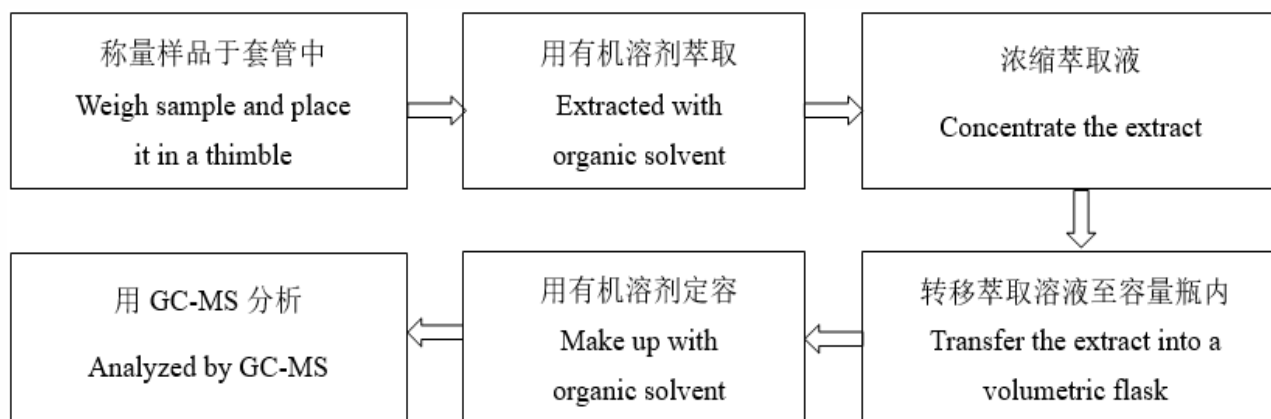 称量样品于套管中
Weigh sample and place
it in a thimble
用有机溶剂萃取
Extracted with
organic solvent
浓缩萃取液
Concentrate the extract
转移萃取溶液至容量瓶内
Transfer the extract into a
volumetric flask
用有机溶剂定容
Make up with
organic solvent
用 GC-MS 分析
Analyzed by GC-MS